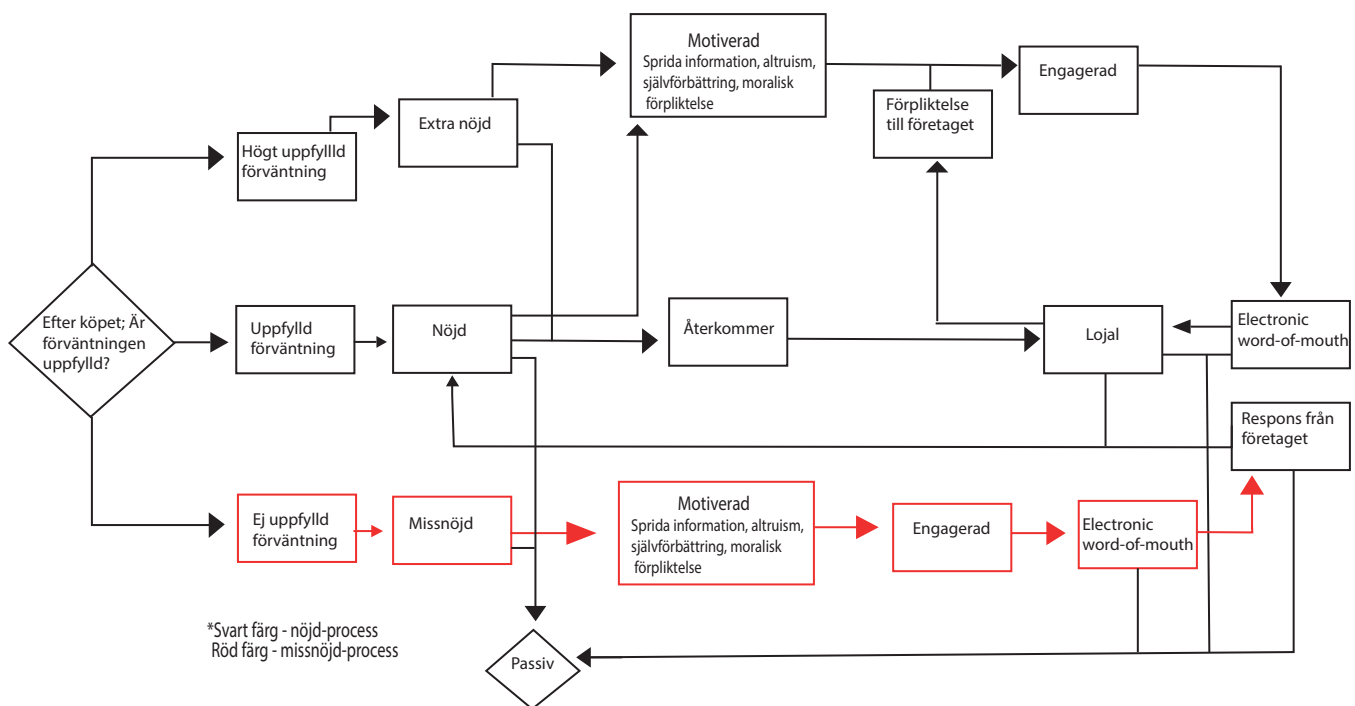 Motiverad
Sprida information, altruism,
självförbättring, moralisk
förpliktelse
Engagerad
Extra nöjd
Förpliktelse
till företaget
Högt uppfyllld
förväntning
Efter köpet; Är
förväntningen
uppfylld?
Uppfylld
förväntning
Nöjd
Återkommer
Lojal
Electronic
word-of-mouth
Respons från
företaget
Ej uppfylld
förväntning
Missnöjd
Motiverad
Sprida information, altruism,
självförbättring, moralisk
förpliktelse
Engagerad
Electronic
word-of-mouth
*Svart färg - nöjd-process
Röd färg - missnöjd-process
Passiv